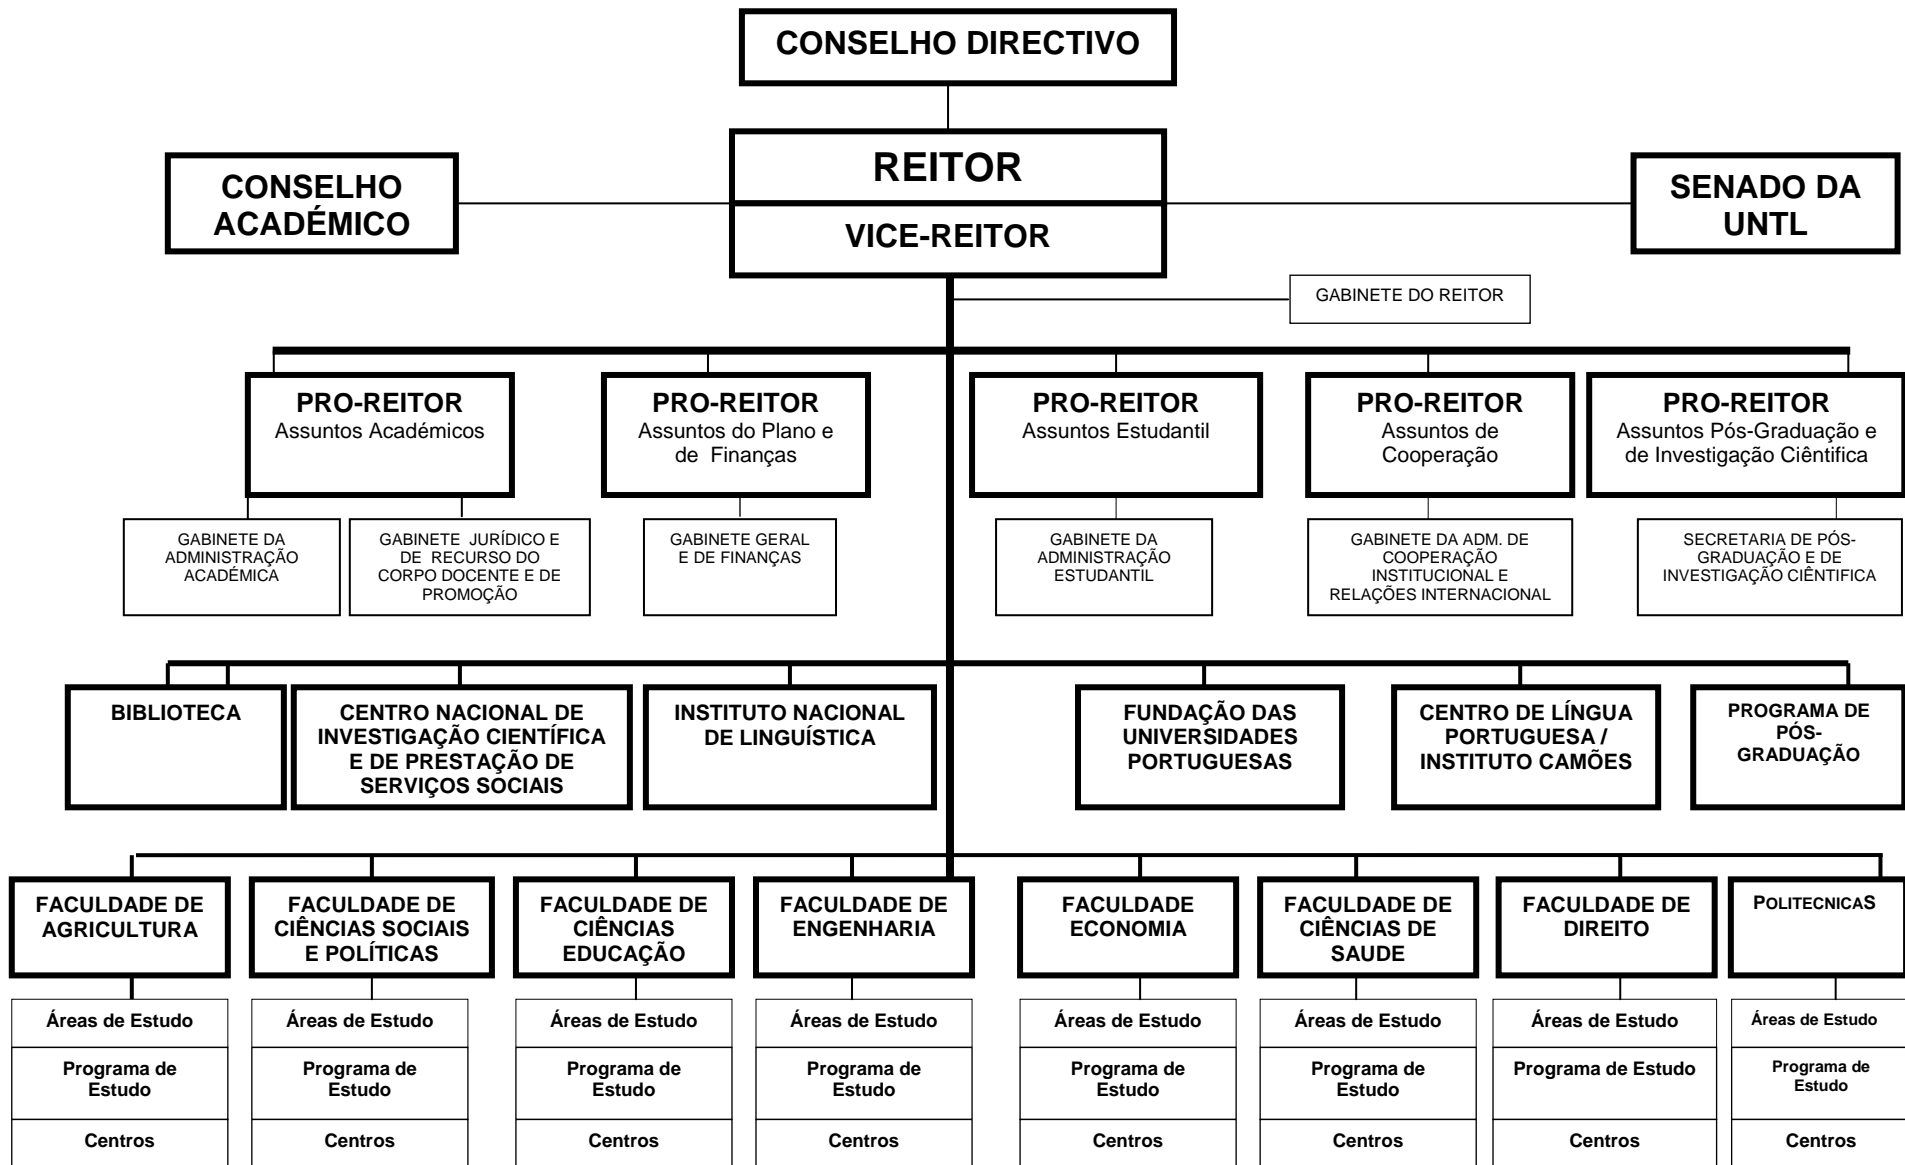 CONSELHO DIRECTIVO
REITOR
VICE-REITOR
CONSELHO
ACADÉMICO
SENADO DA
UNTL
GABINETE DO REITOR
PRO-REITOR
Assuntos Académicos
PRO-REITOR
Assuntos do Plano e
de Finanças
PRO-REITOR
Assuntos Estudantil
PRO-REITOR
Assuntos de
Cooperação
PRO-REITOR
Assuntos Pós-Graduação e
de Investigação Ciêntifica
GABINETE DA
ADMINISTRAÇÃO
ACADÉMICA
GABINETE JURÍDICO E
DE RECURSO DO
CORPO DOCENTE E DE
PROMOÇÃO
GABINETE GERAL
E DE FINANÇAS
GABINETE DA
ADMINISTRAÇÃO
ESTUDANTIL
GABINETE DA ADM. DE
COOPERAÇÃO
INSTITUCIONAL E
RELAÇÕES INTERNACIONAL
SECRETARIA DE PÓS-
GRADUAÇÃO E DE
INVESTIGAÇÃO CIÊNTIFICA
BIBLIOTECA
CENTRO NACIONAL DE
INVESTIGAÇÃO CIENTÍFICA
E DE PRESTAÇÃO DE
SERVIÇOS SOCIAIS
INSTITUTO NACIONAL
DE LINGUÍSTICA
FUNDAÇÃO DAS
UNIVERSIDADES
PORTUGUESAS
CENTRO DE LÍNGUA
PORTUGUESA /
INSTITUTO CAMÕES
PROGRAMA DE
PÓS-
GRADUAÇÃO
FACULDADE DE
AGRICULTURA
FACULDADE DE
CIÊNCIAS SOCIAIS
E POLÍTICAS
FACULDADE DE
CIÊNCIAS
EDUCAÇÃO
FACULDADE DE
ENGENHARIA
FACULDADE
ECONOMIA
FACULDADE DE
CIÊNCIAS DE
SAUDE
FACULDADE DE
DIREITO
POLITECNICAS
Áreas de Estudo
Programa de
Estudo
Centros
Áreas de Estudo
Programa de
Estudo
Centros
Áreas de Estudo
Programa de
Estudo
Centros
Áreas de Estudo
Programa de
Estudo
Centros
Áreas de Estudo
Programa de
Estudo
Centros
Áreas de Estudo
Programa de
Estudo
Centros
Áreas de Estudo
Programa de Estudo
Centros
Áreas de Estudo
Programa de
Estudo
Centros